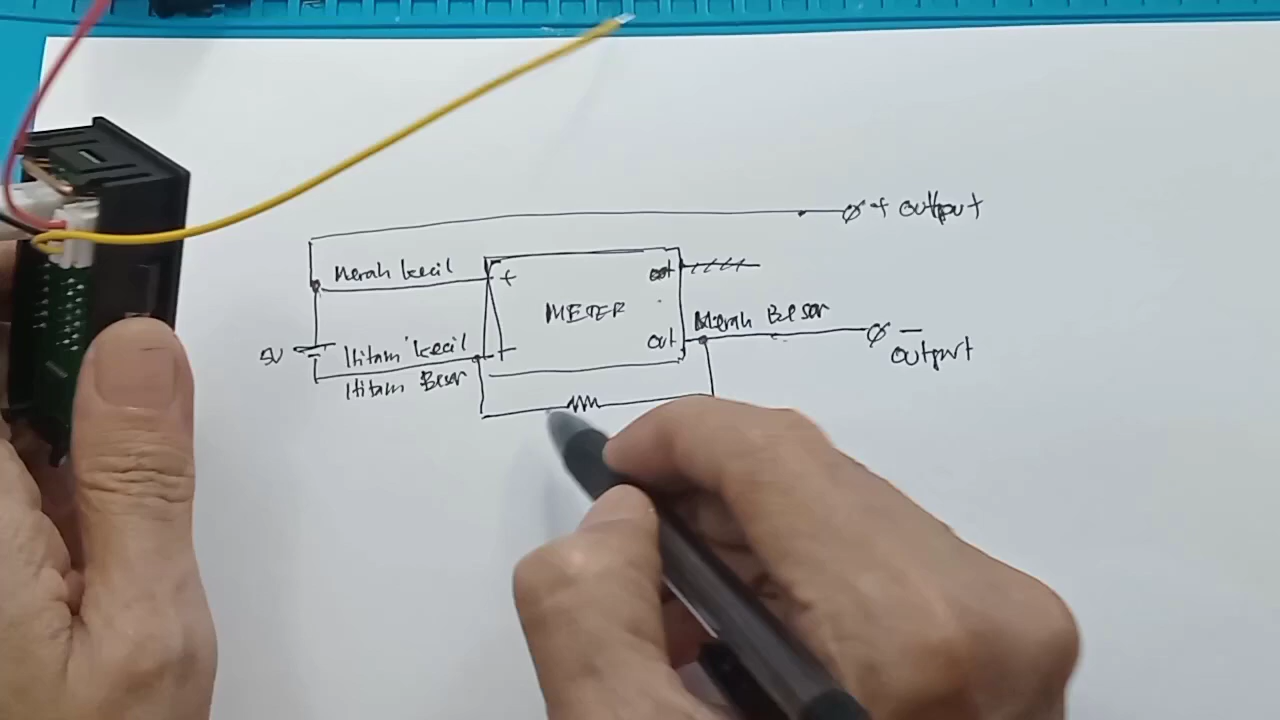 + output
Merah kecil
+
out
METER
Merah Besar
out
−
output
5V
Hitam kecil
Hitam Besar